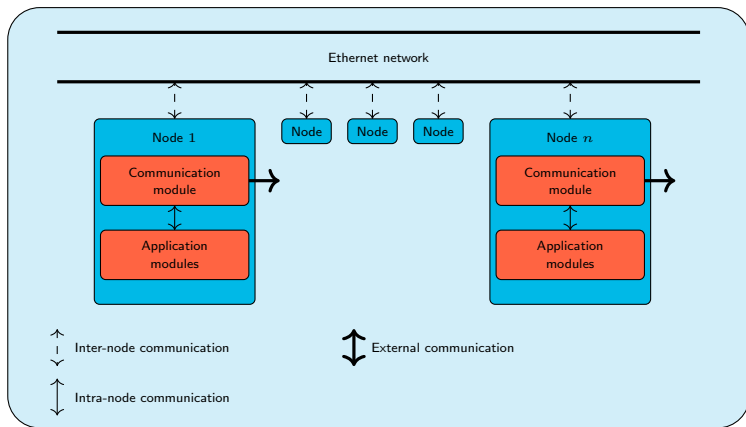 Ethernet network
Node 1
Node
Node
Node
Node n
Communication
module
Communication
module
Application
modules
Application
modules
Inter-node communication
External communication
Intra-node communication